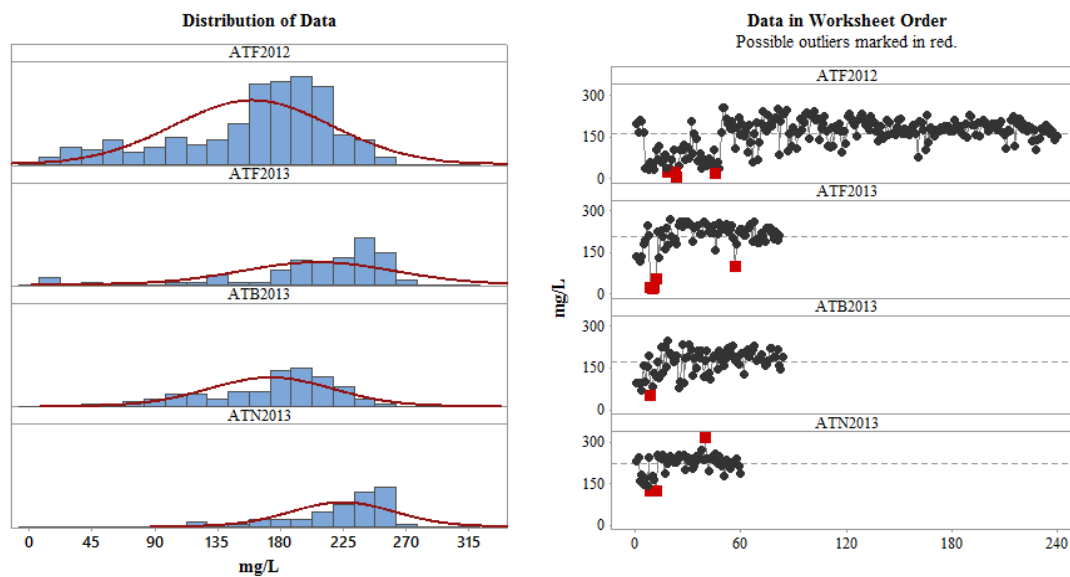 Distribution of Data
ATF2012
ATF2013
ATB2013
ATN2013
0 45 90 135 180 225 270 315
mg/L
Data in Worksheet Order
Possible outliers marked in red.
mg/L
ATF2012
300
150
0
ATF2013
300
150
0
ATB2013
300
150
0
ATN2013
300
150
0
0 60 120 180 240